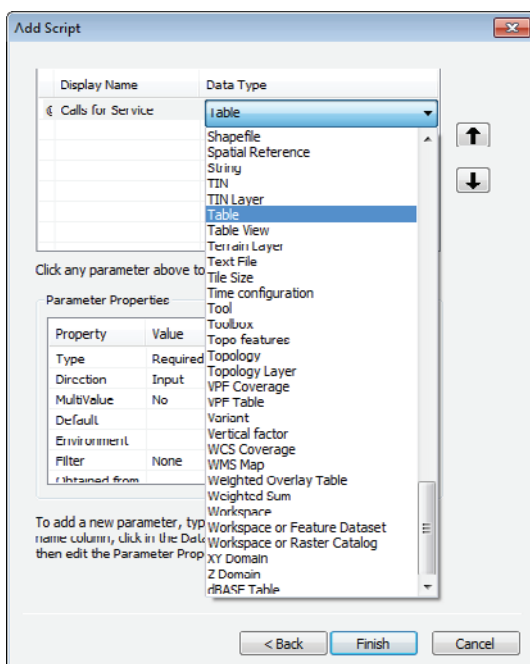 Add Script
Display Name Data Type
Calls for Service Table
Shapefile
Spatial Reference
String
TIN
TIN Layer
Table
Table View
Terrain Layer
Text File
Tile Size
Time configuration
Tool
Toolbox
Topo features
Topology
Topology Layer
VPF Coverage
VPF Table
Variant
Vertical factor
WCS Coverage
WMS Map
Weighted Overlay Table
Weighted Sum
Workspace
Workspace or Feature Dataset
Workspace or Raster Catalog
XY Domain
Z Domain
dBASE Table
Click any parameter above to
Parameter Properties
Property Value
Type Required
Direction Input
MultiValue No
Default
Environment
Filter None
Obtained from
To add a new parameter, typ
name column, click in the Data
then edit the Parameter Prop
< Back Finish Cancel